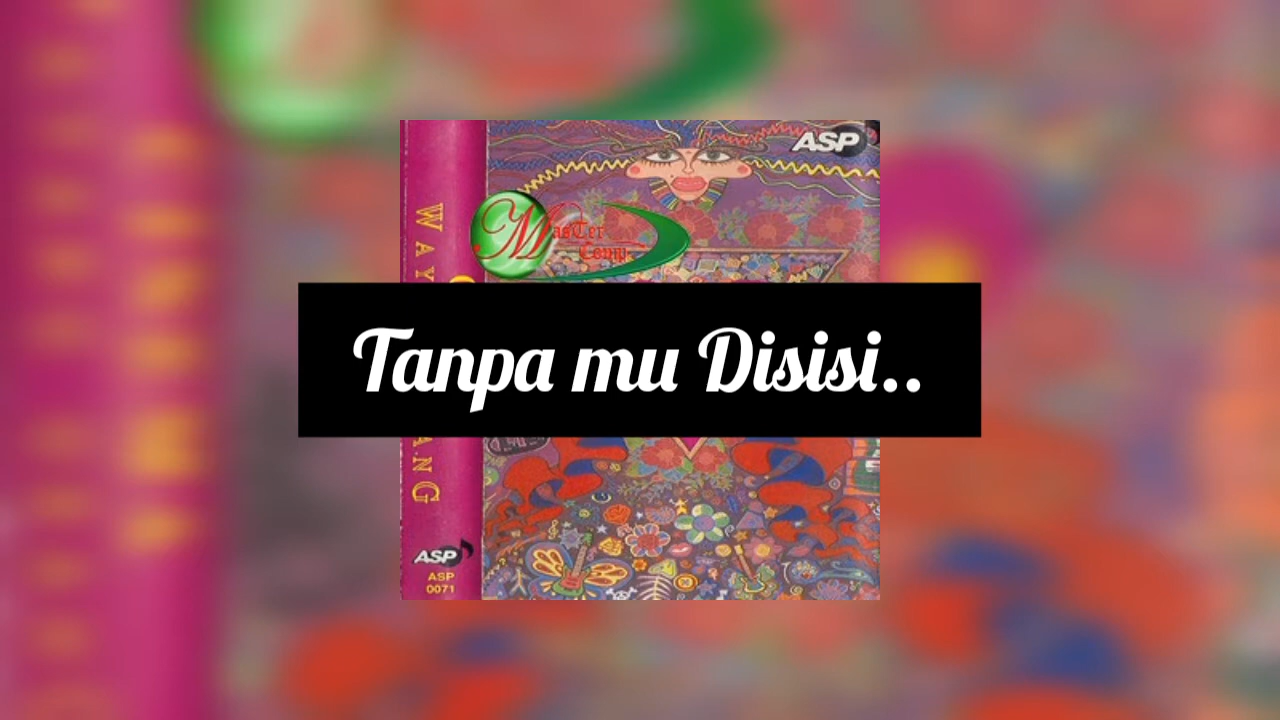 ASP
MasTer
Comp.
Tanpa mu Disisi..
ASP
ASP
0071